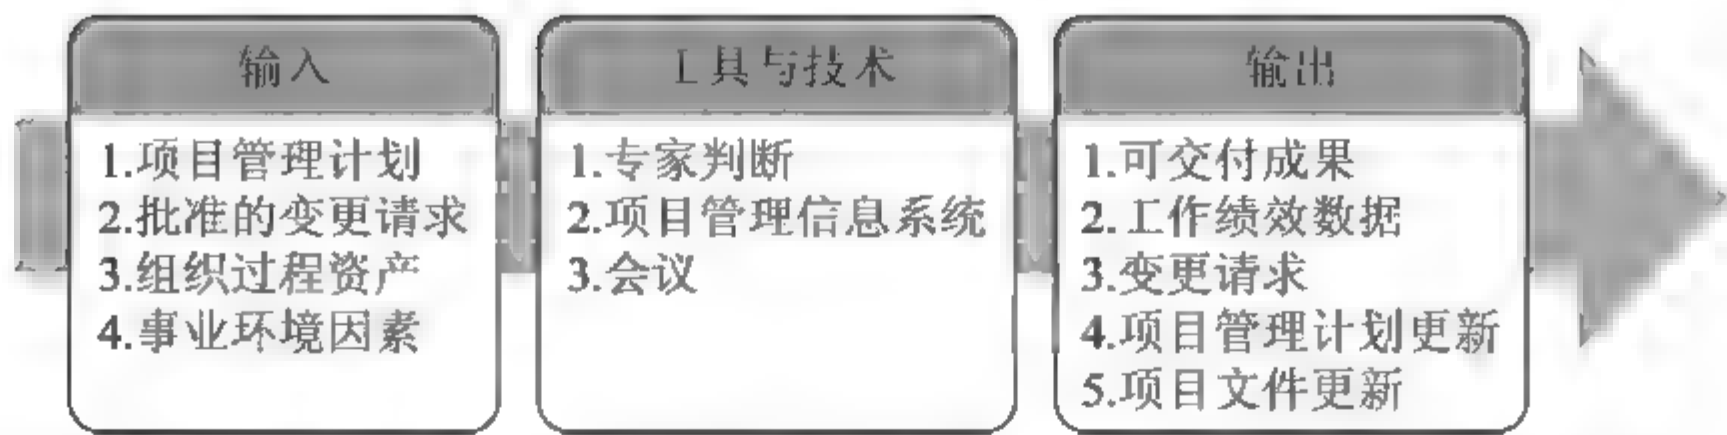 输入
1.项目管理计划
2.批准的变更请求
3.组织过程资产
4.事业环境因素
工具与技术
1.专家判断
2.项目管理信息系统
3.会议
输出
1.可交付成果
2.工作绩效数据
3.变更请求
4.项目管理计划更新
5.项目文件更新